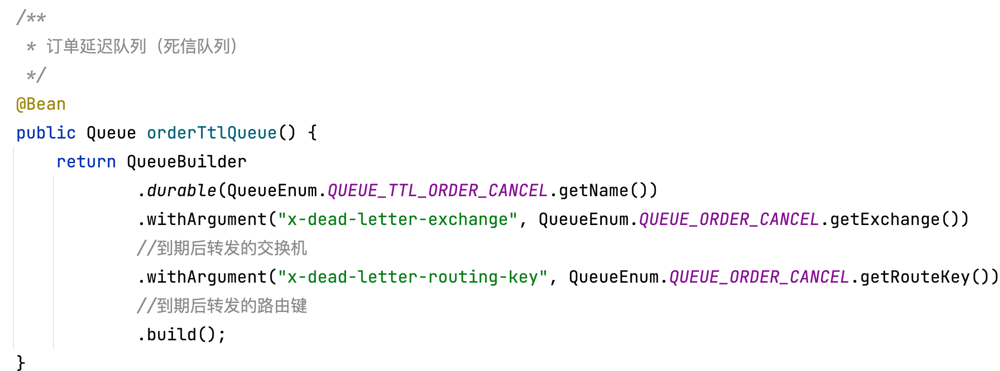 /**
 * 订单延迟队列（死信队列）
 */
@Bean
public Queue orderTtlQueue() {
    return QueueBuilder
            .durable(QueueEnum.QUEUE_TTL_ORDER_CANCEL.getName())
            .withArgument("x-dead-letter-exchange", QueueEnum.QUEUE_ORDER_CANCEL.getExchange())
            //到期后转发的交换机
            .withArgument("x-dead-letter-routing-key", QueueEnum.QUEUE_ORDER_CANCEL.getRouteKey())
            //到期后转发的路由键
            .build();
}